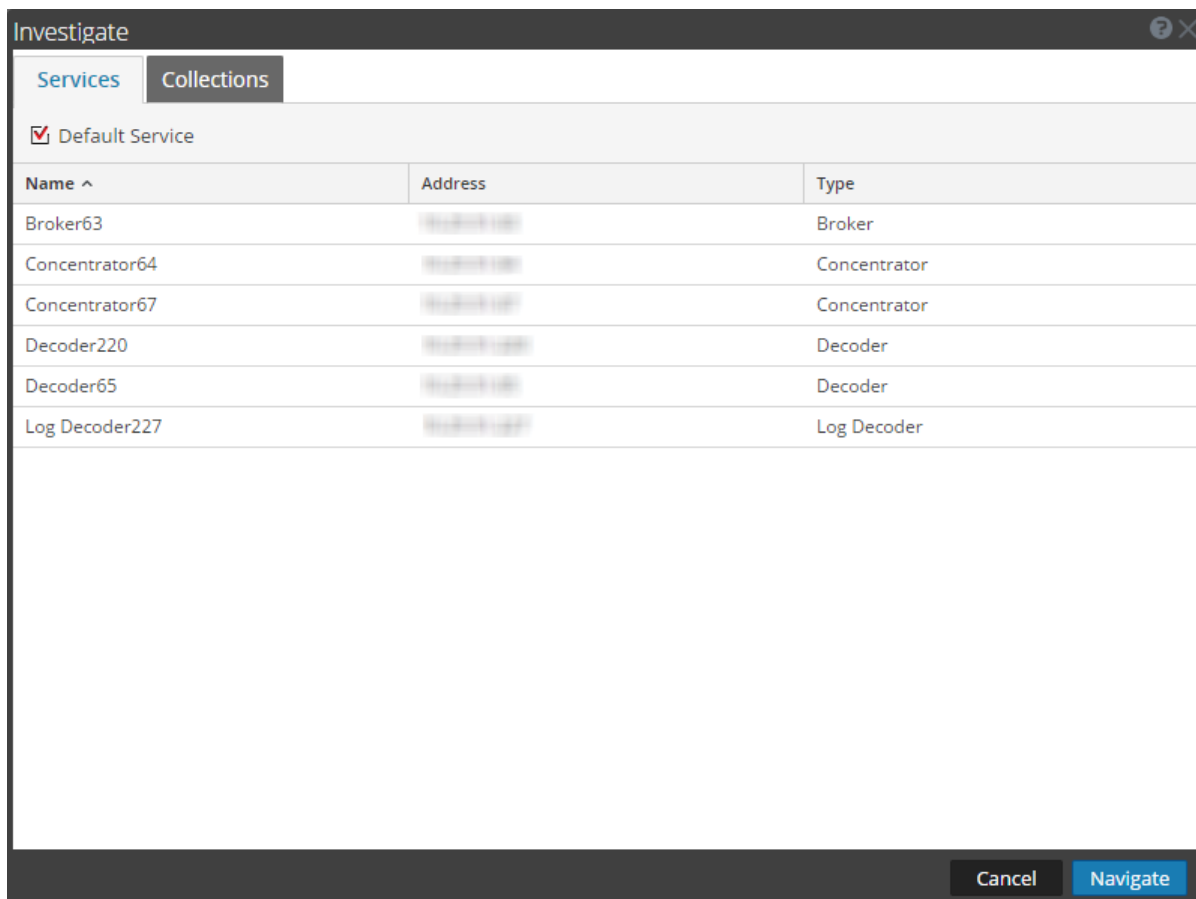 Investigate
Services Collections
Default Service
Name Address Type
Broker63 Broker
Concentrator64 Concentrator
Concentrator67 Concentrator
Decoder220 Decoder
Decoder65 Decoder
Log Decoder227 Log Decoder
Cancel Navigate